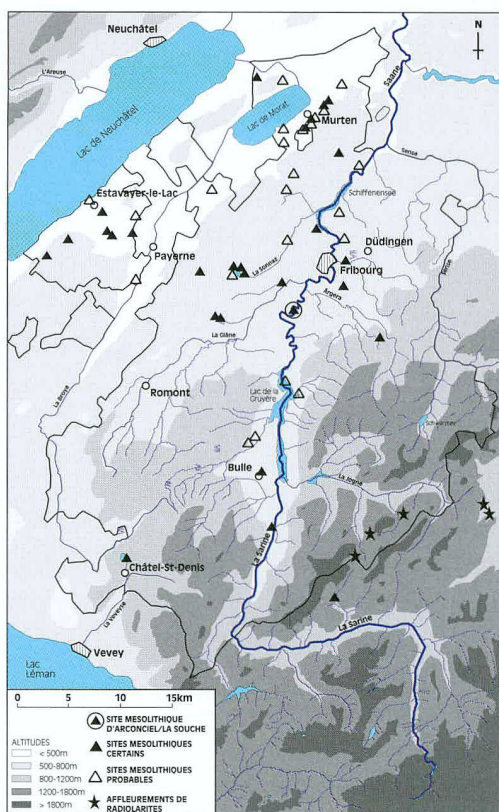 Neuchâtel
N
L'Areuse
Saane
Lac de Neuchâtel
Lac de Morat
Murten
Sense
Estavayer-le-Lac
Schiffenensee
Payerne
La Sonnaz
Düdingen
Fribourg
Ärgera
La Glâne
La Broye
Romont
Lac de la Gruyère
Bulle
La Jogne
La Sarine
Châtel-St-Denis
La Veveyse
La Sarine
Vevey
Lac Léman
0 5 10 15km
SITE MESOLITHIQUE
D'ARCONCIEL/LA SOUCHE
ALTITUDES
< 500m
500-800m
800-1200m
1200-1800m
> 1800m
SITES MESOLITHIQUES
CERTAINS
SITES MESOLITHIQUES
PROBABLES
AFFLEUREMENTS DE
RADIOLARITES